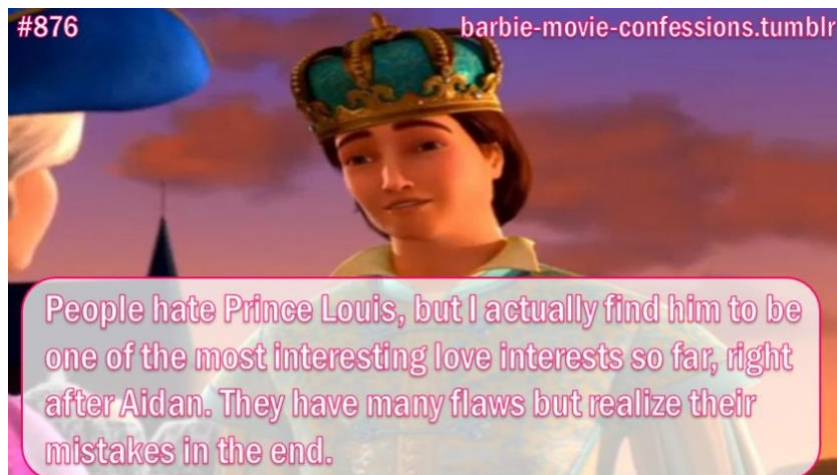 #876
barbie-movie-confessions.tumblr
People hate Prince Louis, but I actually find him to be
one of the most interesting love interests so far, right
after Aidan. They have many flaws but realize their
mistakes in the end.